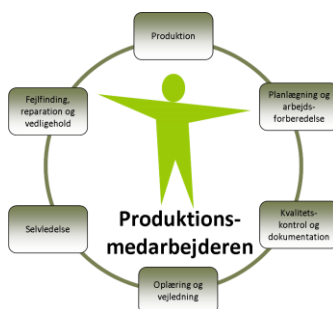 Produktion
Fejlfinding,
reparation og
vedligehold
Planlægning og
arbejds-
forberedelse
Selvledelse
Produktions-
medarbejderen
Kvalitets-
kontrol og
dokumentation
Oplæring og
vejledning